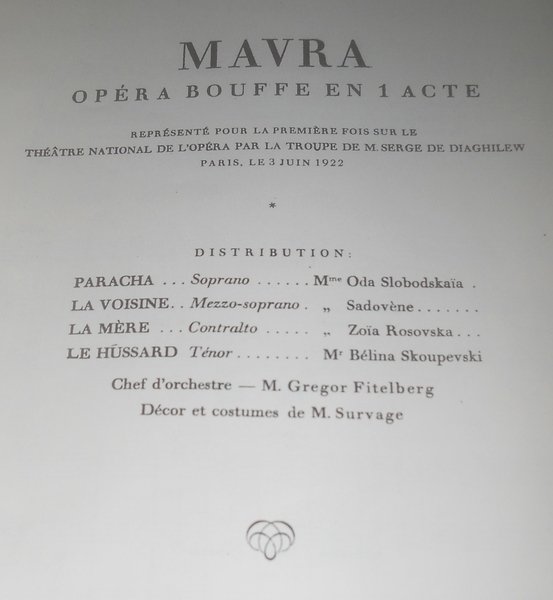 MAVRA
OPÉRA BOUFFE EN 1 ACTE
REPRÉSENTÉ POUR LA PREMIÈRE FOIS SUR LE
THÉÂTRE NATIONAL DE L'OPÉRA PAR LA TROUPE DE M. SERGE DE DIAGHILEW
PARIS, LE 3 JUIN 1922
*
DISTRIBUTION:
PARACHA ... Soprano ...... Mme Oda Slobodskaïa .
LA VOISINE.. Mezzo-soprano . „ Sadovène .......
LA MÈRE ... Contralto ..... „ Zoïa Rosovska ...
LE HÚSSARD Ténor ........ Mr Bélina Skoupevski
Chef d'orchestre — M. Gregor Fitelberg
Décor et costumes de M. Survage